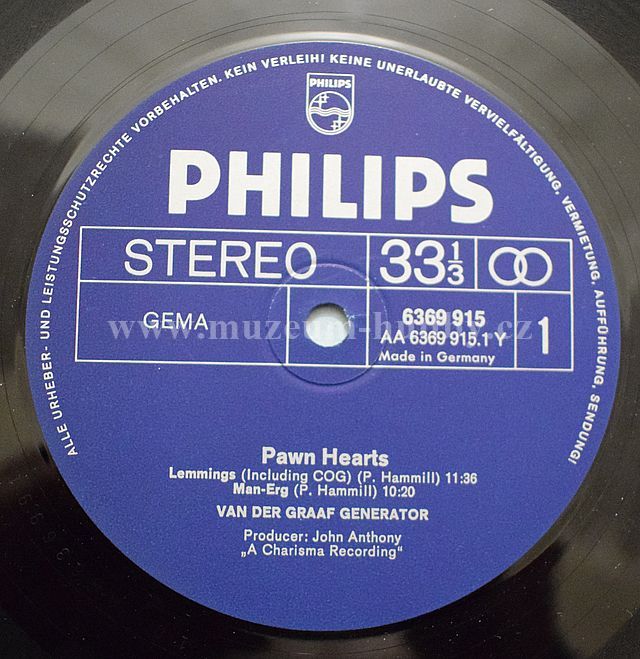 ALLE URHEBER- UND LEISTUNGSSCHUTZRECHTE VORBEHALTEN. KEIN VERLEIH! KEINE UNERLAUBTE VERVIELFÄLTIGUNG, VERMIETUNG, AUFFÜHRUNG, SENDUNG!
PHILIPS
PHILIPS
STEREO 33⅓
GEMA 6369 915 1
AA 6369 915.1 Y
Made in Germany
www.muzeum-hudby.cz
Pawn Hearts
Lemmings (Including COG) (P. Hammill) 11:36
Man-Erg (P. Hammill) 10:20
VAN DER GRAAF GENERATOR
Producer: John Anthony
„A Charisma Recording“